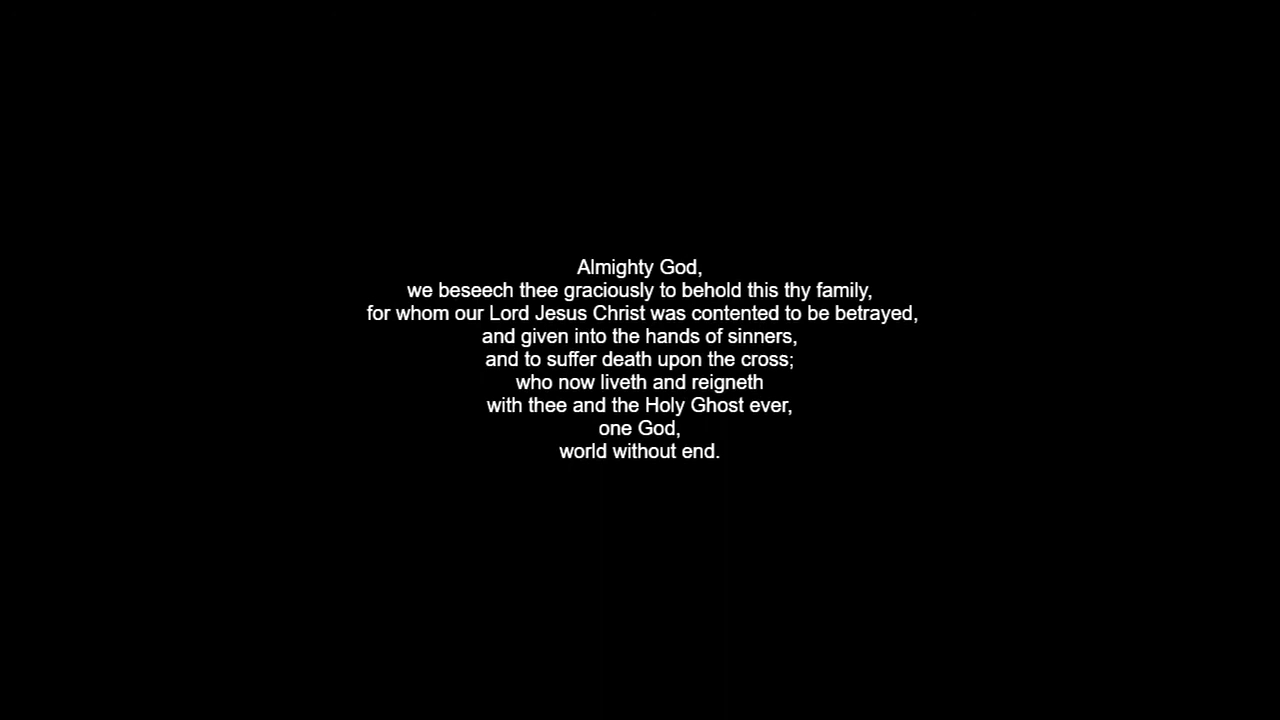 Almighty God,
we beseech thee graciously to behold this thy family,
for whom our Lord Jesus Christ was contented to be betrayed,
and given into the hands of sinners,
and to suffer death upon the cross;
who now liveth and reigneth
with thee and the Holy Ghost ever,
one God,
world without end.